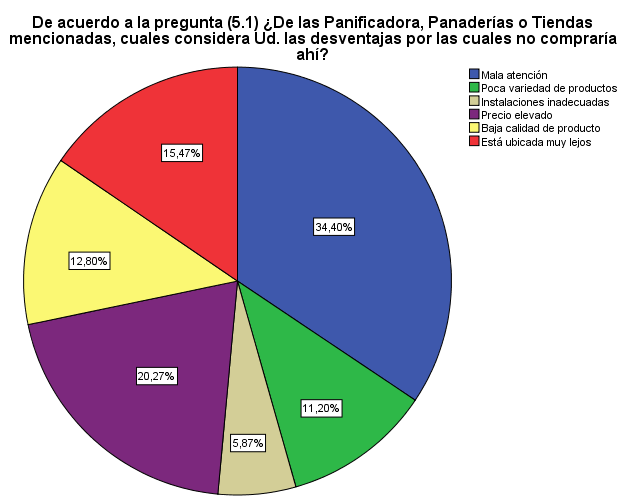 De acuerdo a la pregunta (5.1) ¿De las Panificadora, Panaderías o Tiendas
mencionadas, cuales considera Ud. las desventajas por las cuales no compraría
ahí?
Mala atención
Poca variedad de productos
Instalaciones inadecuadas
Precio elevado
Baja calidad de producto
Está ubicada muy lejos
15,47%
34,40%
12,80%
20,27%
11,20%
5,87%